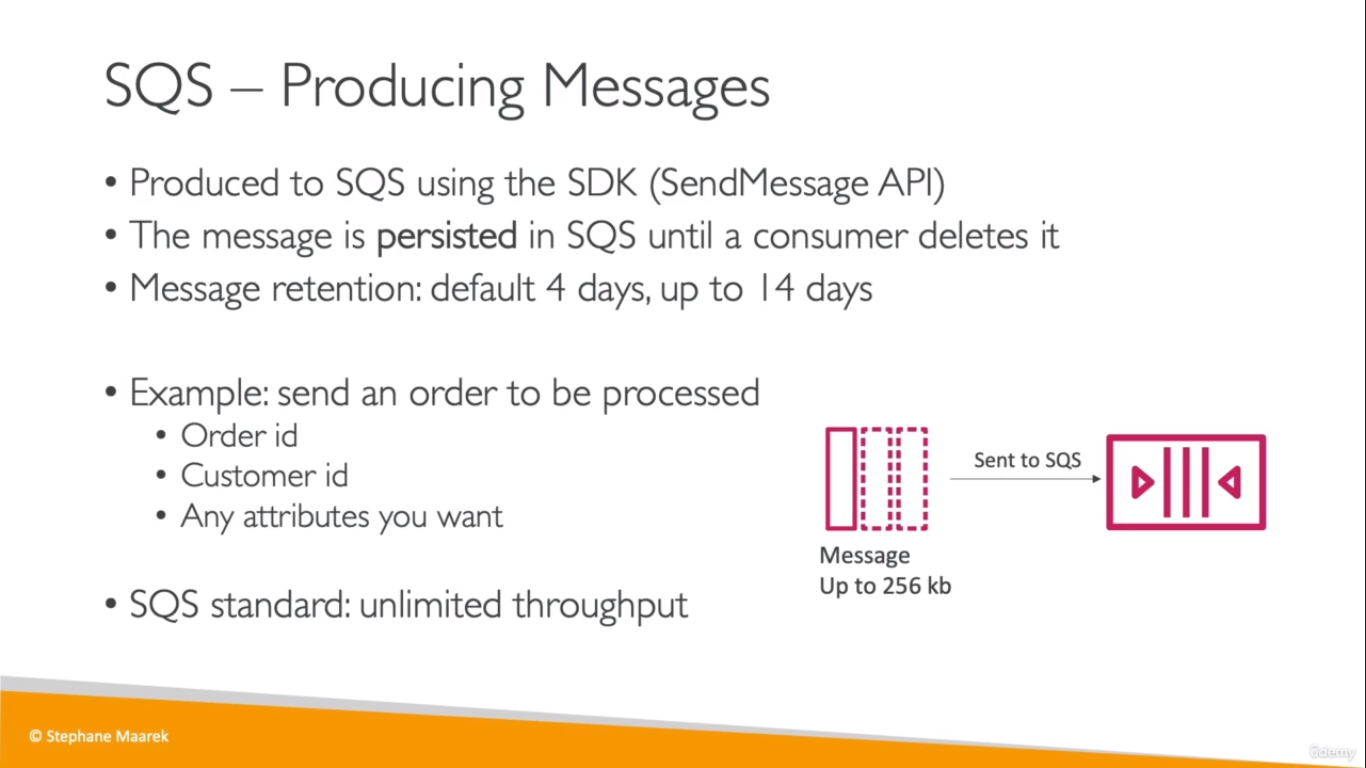 SQS – Producing Messages
• Produced to SQS using the SDK (SendMessage API)
• The message is persisted in SQS until a consumer deletes it
• Message retention: default 4 days, up to 14 days
• Example: send an order to be processed
• Order id
• Customer id
• Any attributes you want
• SQS standard: unlimited throughput
Sent to SQS
Message
Up to 256 kb
© Stephane Maarek
ûdemy